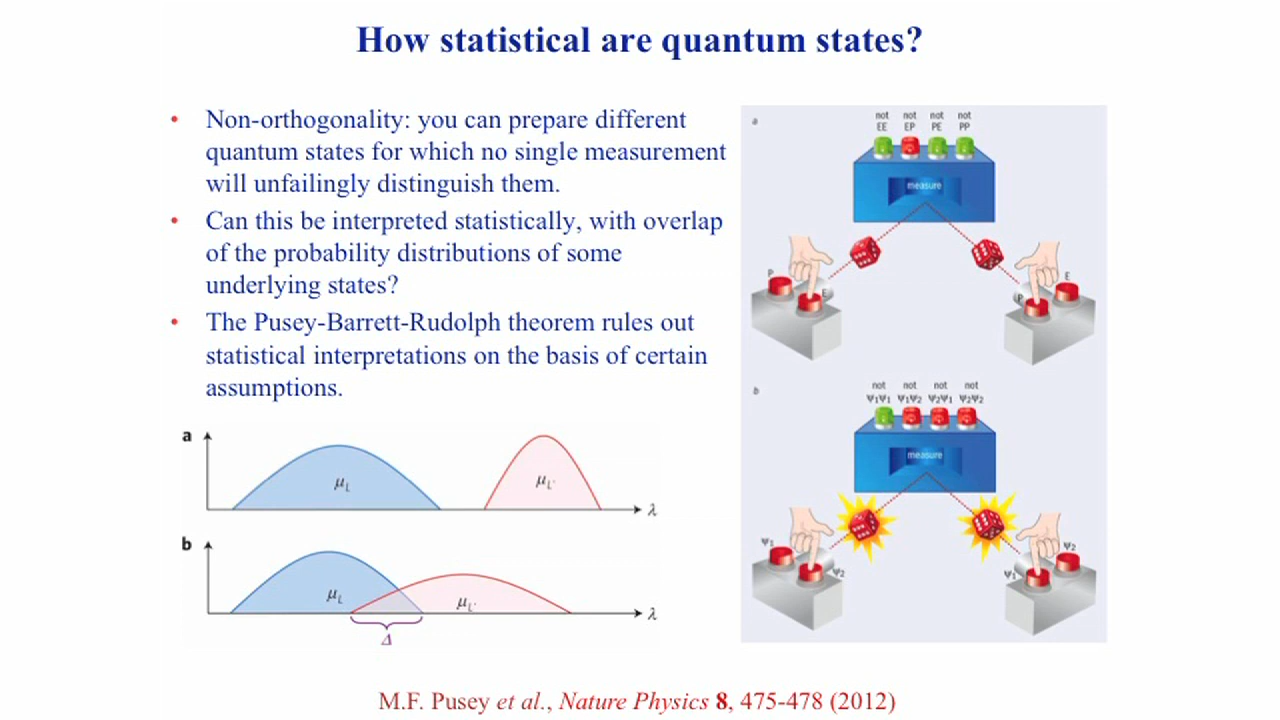 How statistical are quantum states?
• Non-orthogonality: you can prepare different
quantum states for which no single measurement
will unfailingly distinguish them.
• Can this be interpreted statistically, with overlap
of the probability distributions of some
underlying states?
• The Pusey-Barrett-Rudolph theorem rules out
statistical interpretations on the basis of certain
assumptions.
a
μL
μL'
λ
b
μL
μL'
λ
Δ
a
not not not not
EE EP PE PP
measure
P
E
P
E
b
not not not not
Ψ1Ψ1 Ψ1Ψ2 Ψ2Ψ1 Ψ2Ψ2
measure
Ψ1
Ψ2
Ψ1
Ψ2
M.F. Pusey et al., Nature Physics 8, 475-478 (2012)